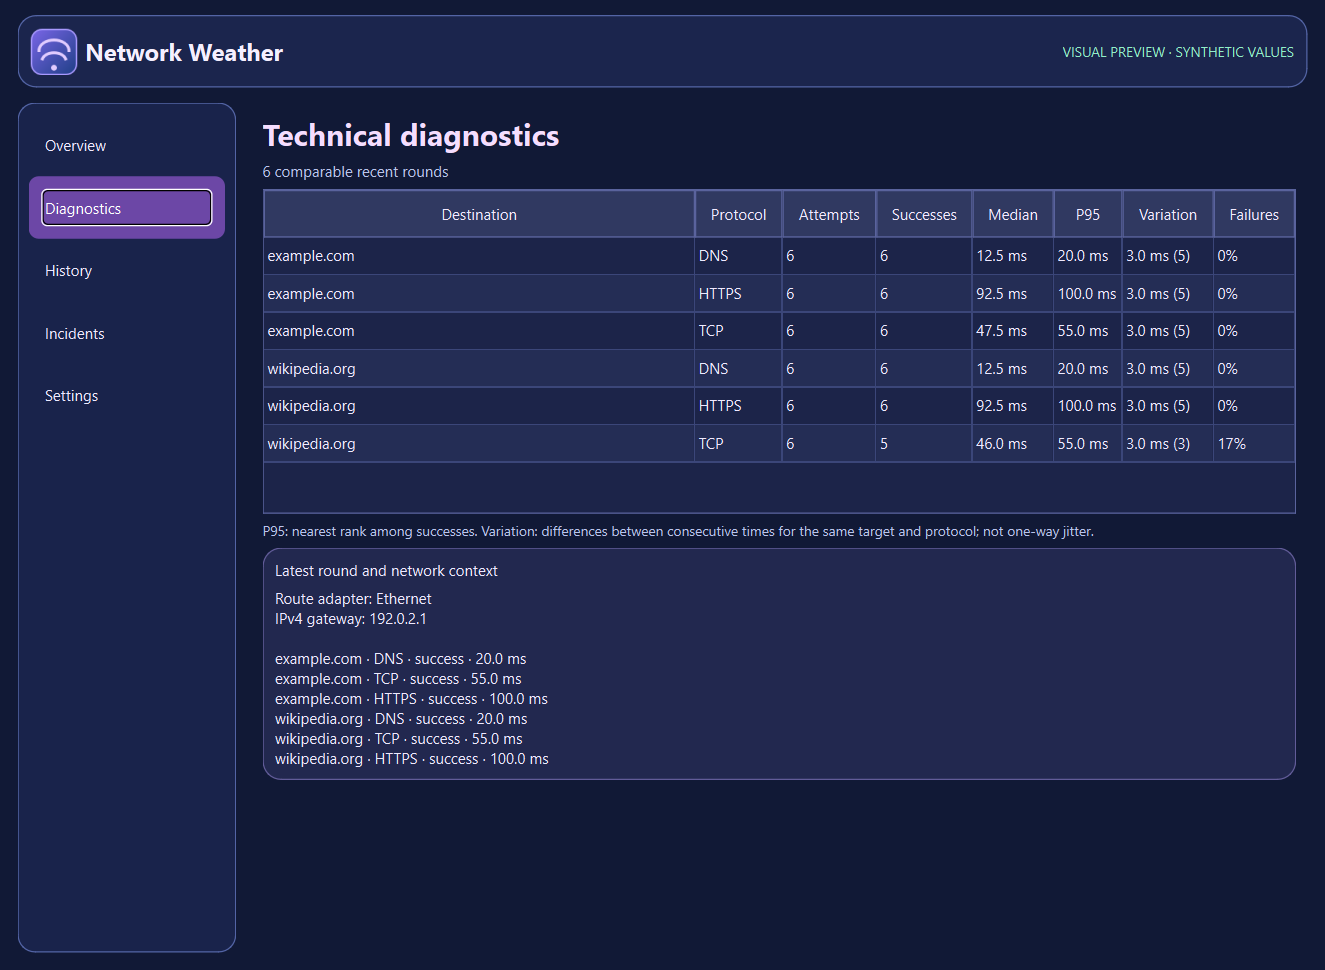 Network Weather
VISUAL PREVIEW · SYNTHETIC VALUES
Overview
Diagnostics
History
Incidents
Settings
Technical diagnostics
6 comparable recent rounds
Destination Protocol Attempts Successes Median P95 Variation Failures
example.com DNS 6 6 12.5 ms 20.0 ms 3.0 ms (5) 0%
example.com HTTPS 6 6 92.5 ms 100.0 ms 3.0 ms (5) 0%
example.com TCP 6 6 47.5 ms 55.0 ms 3.0 ms (5) 0%
wikipedia.org DNS 6 6 12.5 ms 20.0 ms 3.0 ms (5) 0%
wikipedia.org HTTPS 6 6 92.5 ms 100.0 ms 3.0 ms (5) 0%
wikipedia.org TCP 6 5 46.0 ms 55.0 ms 3.0 ms (3) 17%
P95: nearest rank among successes. Variation: differences between consecutive times for the same target and protocol; not one-way jitter.
Latest round and network context
Route adapter: Ethernet
IPv4 gateway: 192.0.2.1
example.com · DNS · success · 20.0 ms
example.com · TCP · success · 55.0 ms
example.com · HTTPS · success · 100.0 ms
wikipedia.org · DNS · success · 20.0 ms
wikipedia.org · TCP · success · 55.0 ms
wikipedia.org · HTTPS · success · 100.0 ms